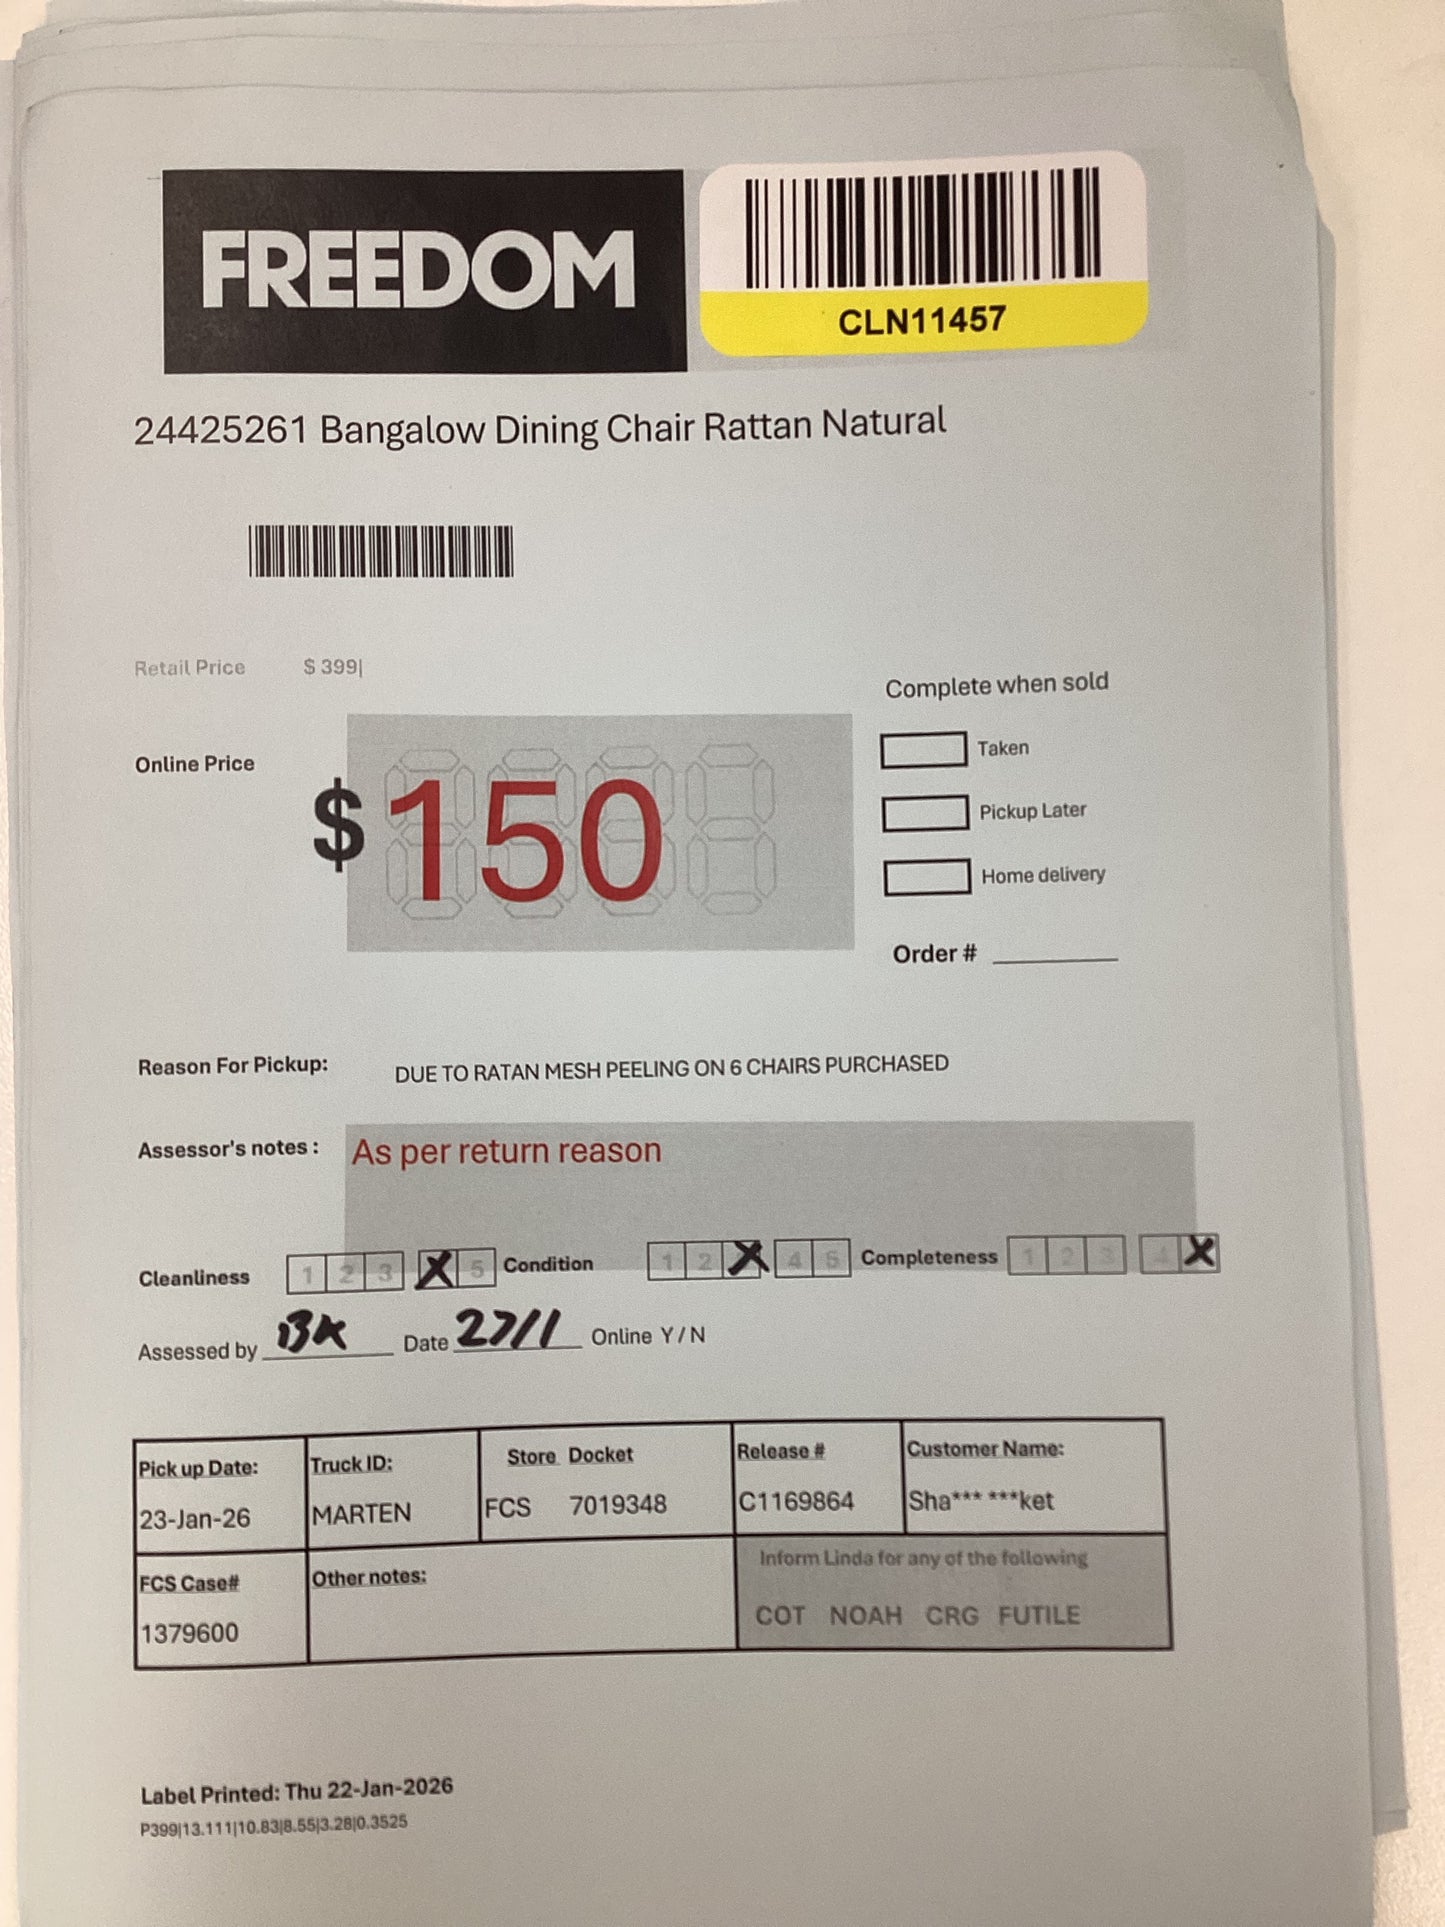 FREEDOM
CLN11457
24425261 Bangalow Dining Chair Rattan Natural
Retail Price $ 399|
Complete when sold
Online Price $150
Taken
Pickup Later
Home delivery
Order # ________
Reason For Pickup: DUE TO RATAN MESH PEELING ON 6 CHAIRS PURCHASED
Assessor's notes : As per return reason
Cleanliness 1 2 3 X 5 Condition 1 2 X 4 5 Completeness 1 2 3 4 X
Assessed by BK Date 27/1 Online Y / N
Pick up Date: Truck ID: Store Docket Release # Customer Name:
23-Jan-26 MARTEN FCS 7019348 C1169864 Sha*** ***ket
FCS Case# Other notes: Inform Linda for any of the following
1379600 COT NOAH CRG FUTILE
Label Printed: Thu 22-Jan-2026
P399|13.111|10.83|8.55|3.28|0.3525